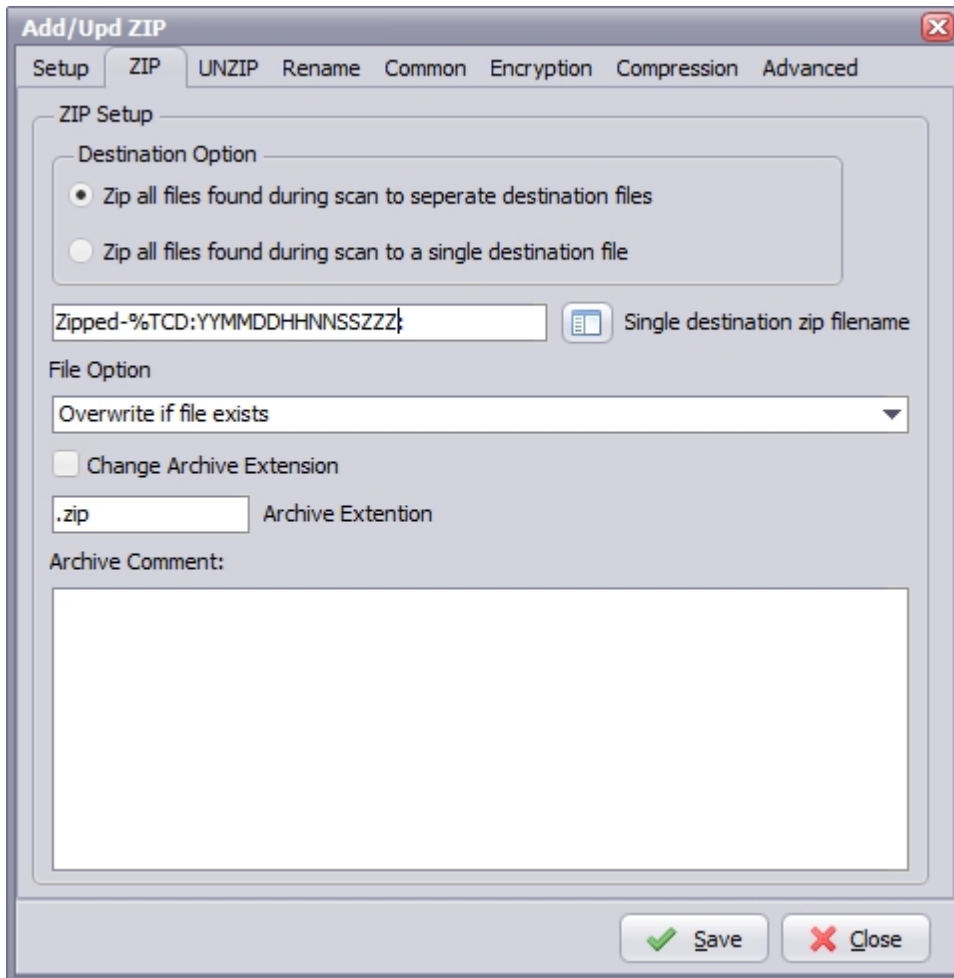 Add/Upd ZIP
Setup ZIP UNZIP Rename Common Encryption Compression Advanced
ZIP Setup
Destination Option
Zip all files found during scan to seperate destination files
Zip all files found during scan to a single destination file
Zipped-%TCD:YYMMDDHHNNSSZZZ: Single destination zip filename
File Option
Overwrite if file exists
Change Archive Extension
.zip Archive Extention
Archive Comment:
Save Close